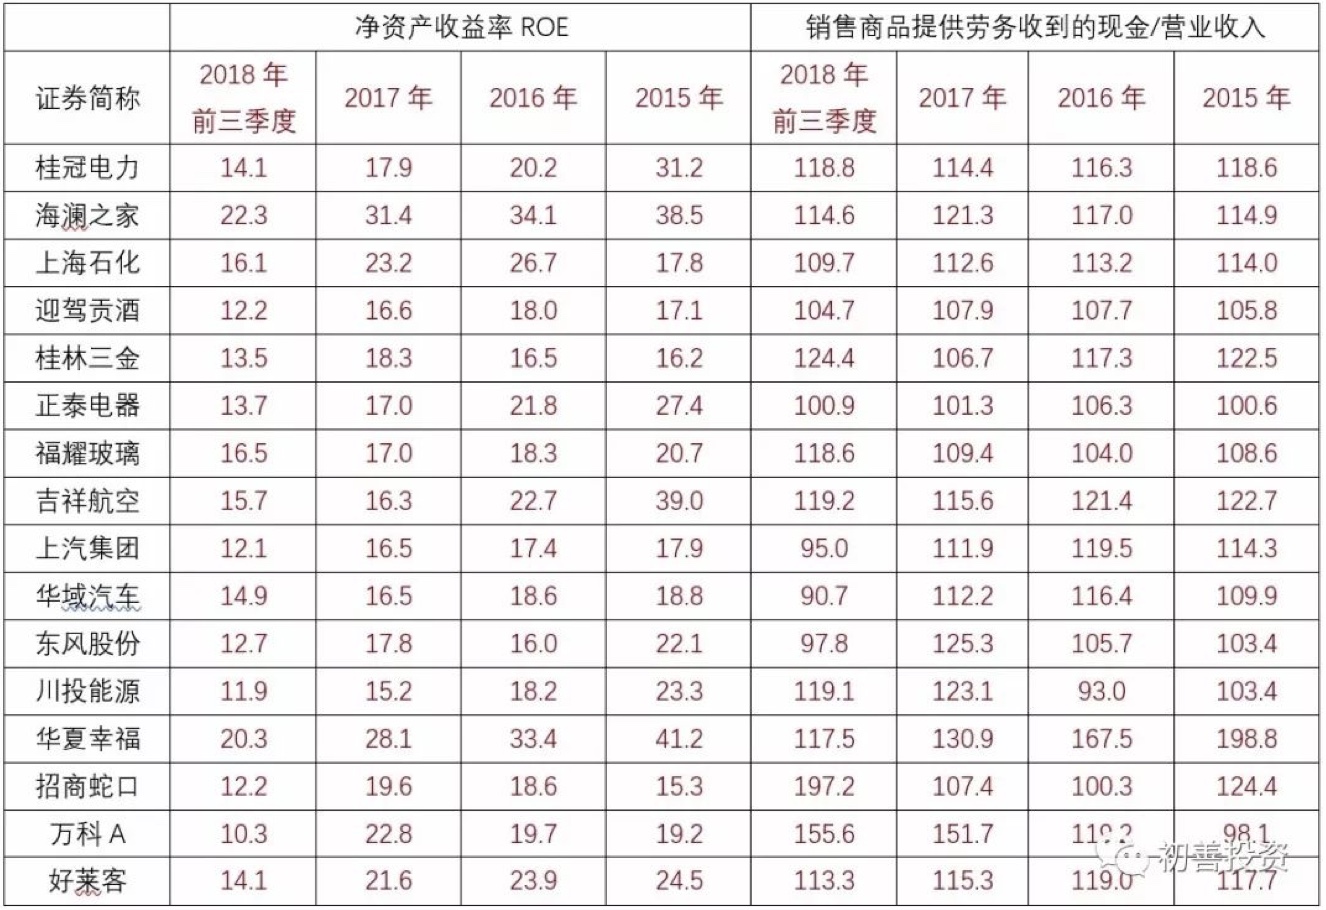 净资产收益率 ROE 销售商品提供劳务收到的现金/营业收入
证券简称 2018 年前三季度 2017 年 2016 年 2015 年 2018 年前三季度 2017 年 2016 年 2015 年
桂冠电力 14.1 17.9 20.2 31.2 118.8 114.4 116.3 118.6
海澜之家 22.3 31.4 34.1 38.5 114.6 121.3 117.0 114.9
上海石化 16.1 23.2 26.7 17.8 109.7 112.6 113.2 114.0
迎驾贡酒 12.2 16.6 18.0 17.1 104.7 107.9 107.7 105.8
桂林三金 13.5 18.3 16.5 16.2 124.4 106.7 117.3 122.5
正泰电器 13.7 17.0 21.8 27.4 100.9 101.3 106.3 100.6
福耀玻璃 16.5 17.0 18.3 20.7 118.6 109.4 104.0 108.6
吉祥航空 15.7 16.3 22.7 39.0 119.2 115.6 121.4 122.7
上汽集团 12.1 16.5 17.4 17.9 95.0 111.9 119.5 114.3
华域汽车 14.9 16.5 18.6 18.8 90.7 112.2 116.4 109.9
东风股份 12.7 17.8 16.0 22.1 97.8 125.3 105.7 103.4
川投能源 11.9 15.2 18.2 23.3 119.1 123.1 93.0 103.4
华夏幸福 20.3 28.1 33.4 41.2 117.5 130.9 167.5 198.8
招商蛇口 12.2 19.6 18.6 15.3 197.2 107.4 100.3 124.4
万科 A 10.3 22.8 19.7 19.2 155.6 151.7 119.2 98.1
好莱客 14.1 21.6 23.9 24.5 113.3 115.3 119.0 117.7
初善投资